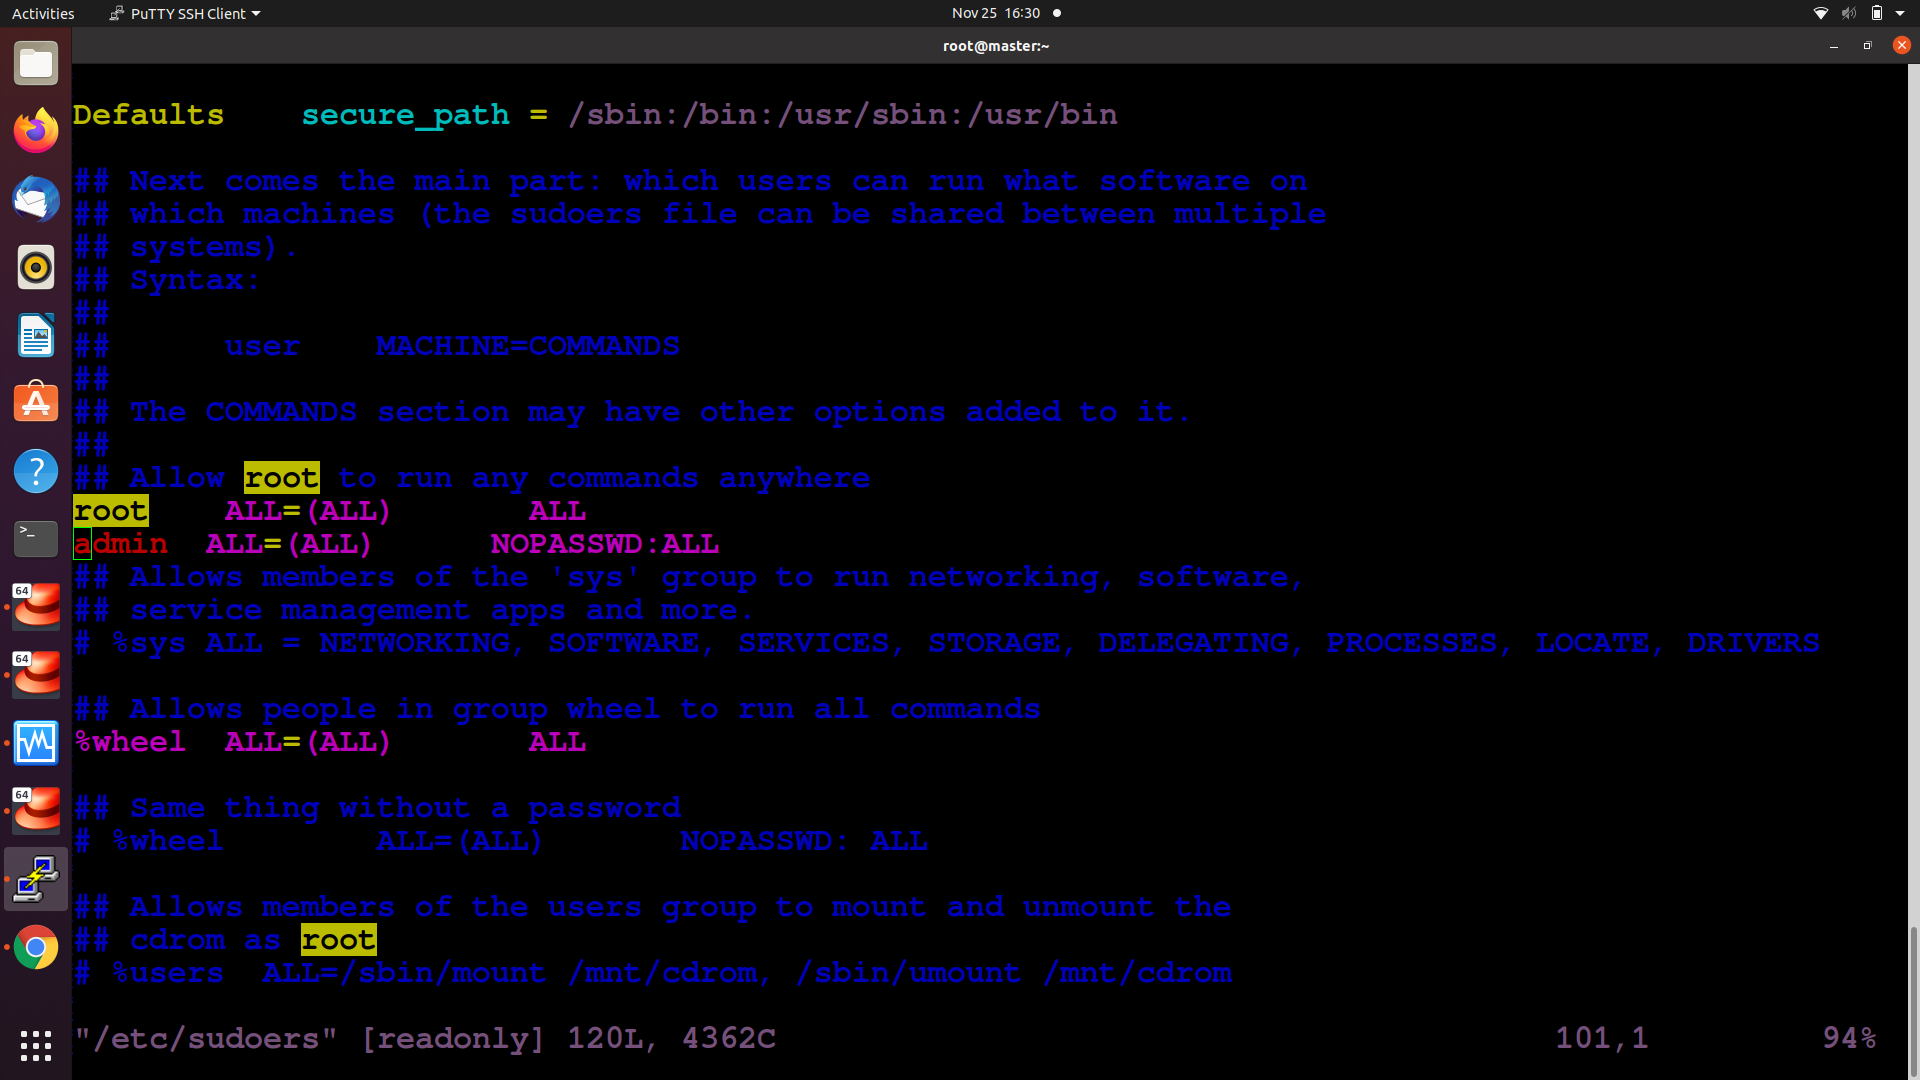 Activities PuTTY SSH Client Nov 25 16:30
root@master:~
Defaults    secure_path = /sbin:/bin:/usr/sbin:/usr/bin
## Next comes the main part: which users can run what software on
## which machines (the sudoers file can be shared between multiple
## systems).
## Syntax:
##
##      user    MACHINE=COMMANDS
##
## The COMMANDS section may have other options added to it.
##
## Allow root to run any commands anywhere
root    ALL=(ALL)       ALL
admin  ALL=(ALL)      NOPASSWD:ALL
## Allows members of the 'sys' group to run networking, software,
## service management apps and more.
# %sys ALL = NETWORKING, SOFTWARE, SERVICES, STORAGE, DELEGATING, PROCESSES, LOCATE, DRIVERS
## Allows people in group wheel to run all commands
%wheel  ALL=(ALL)       ALL
## Same thing without a password
# %wheel        ALL=(ALL)       NOPASSWD: ALL
## Allows members of the users group to mount and unmount the
## cdrom as root
# %users  ALL=/sbin/mount /mnt/cdrom, /sbin/umount /mnt/cdrom
"/etc/sudoers" [readonly] 120L, 4362C 101,1 94%
64
64
64